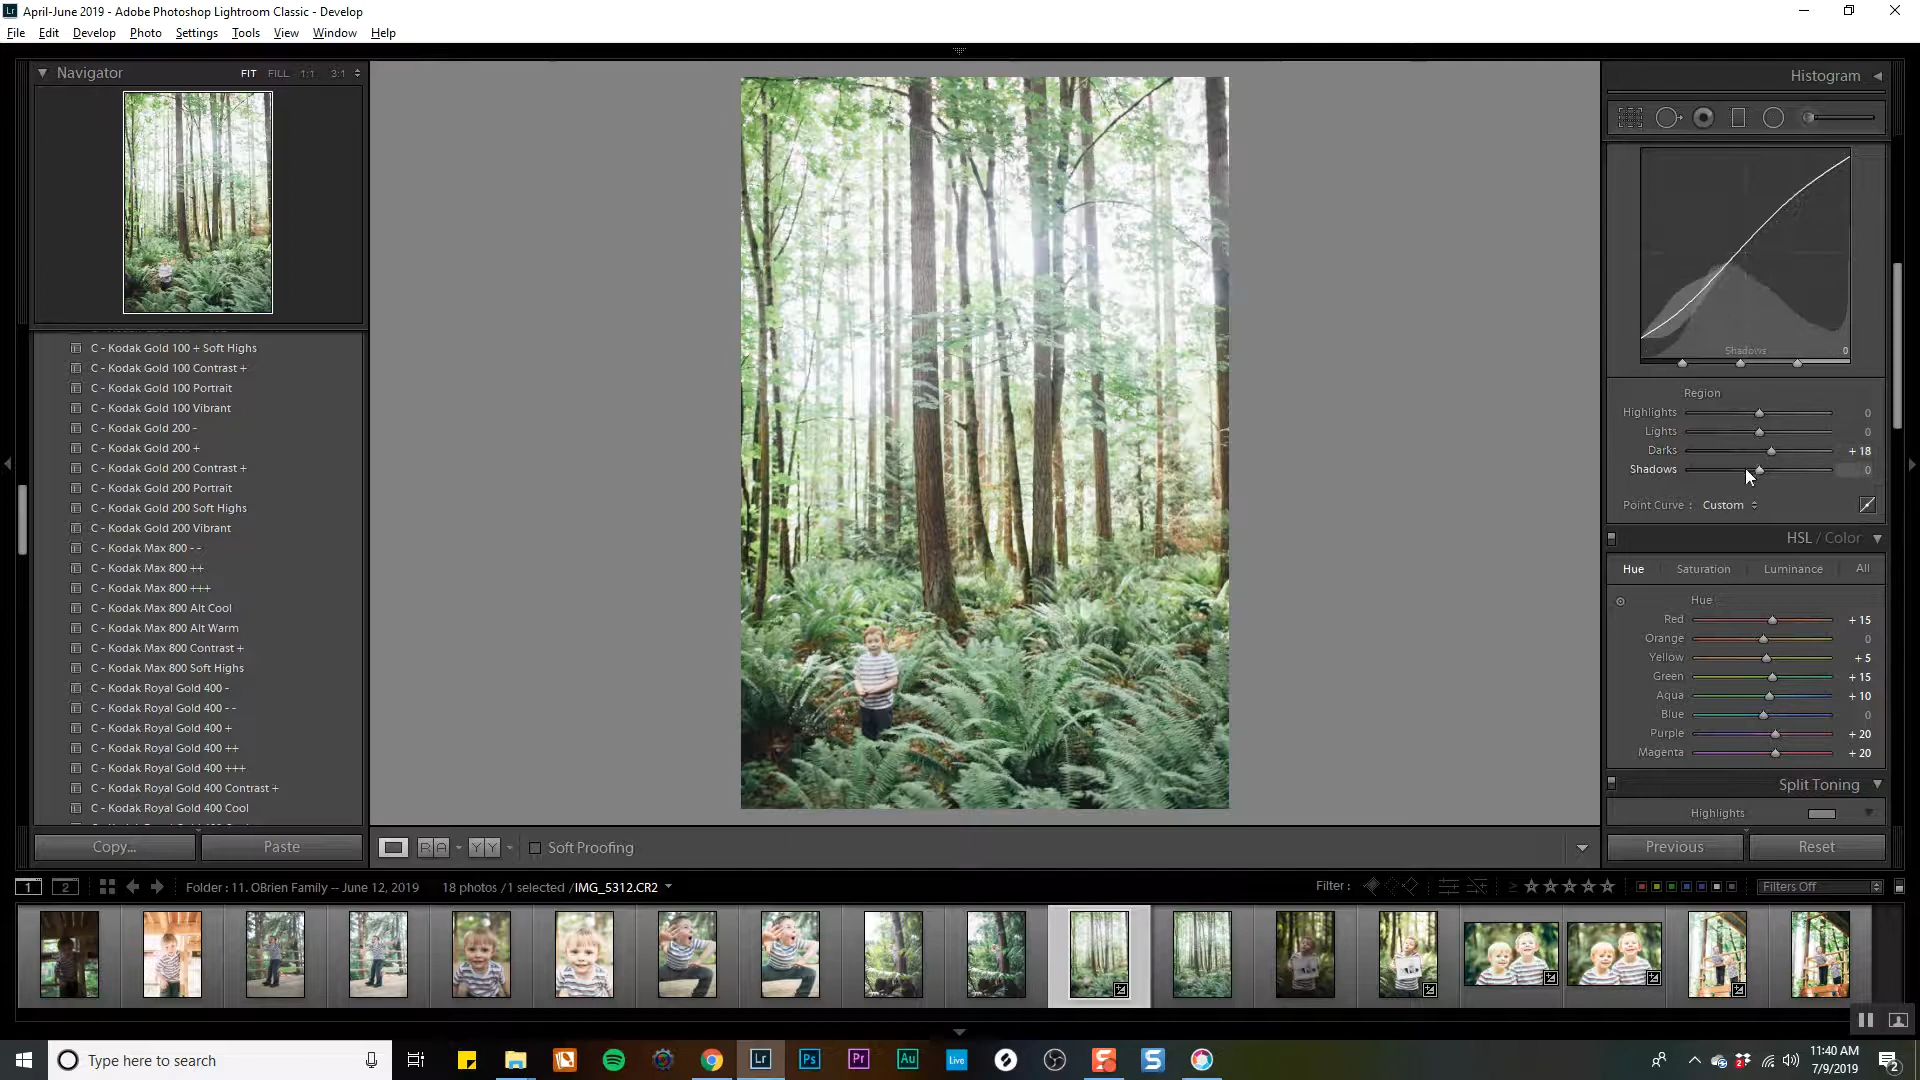 Lr April-June 2019 - Adobe Photoshop Lightroom Classic - Develop
File Edit Develop Photo Settings Tools View Window Help
Navigator FIT FILL 1:1 3:1
C - Kodak Gold 100 + Soft Highs
C - Kodak Gold 100 Contrast +
C - Kodak Gold 100 Portrait
C - Kodak Gold 100 Vibrant
C - Kodak Gold 200 -
C - Kodak Gold 200 +
C - Kodak Gold 200 Contrast +
C - Kodak Gold 200 Portrait
C - Kodak Gold 200 Soft Highs
C - Kodak Gold 200 Vibrant
C - Kodak Max 800 - -
C - Kodak Max 800 ++
C - Kodak Max 800 +++
C - Kodak Max 800 Alt Cool
C - Kodak Max 800 Alt Warm
C - Kodak Max 800 Contrast +
C - Kodak Max 800 Soft Highs
C - Kodak Royal Gold 400 -
C - Kodak Royal Gold 400 - -
C - Kodak Royal Gold 400 +
C - Kodak Royal Gold 400 ++
C - Kodak Royal Gold 400 +++
C - Kodak Royal Gold 400 Contrast +
C - Kodak Royal Gold 400 Cool
Copy... Paste
Histogram
Shadows 0
Region
Highlights 0
Lights 0
Darks + 18
Shadows 0
Point Curve : Custom
HSL / Color
Hue Saturation Luminance All
Hue
Red + 15
Orange 0
Yellow + 5
Green + 15
Aqua + 10
Blue 0
Purple + 20
Magenta + 20
Split Toning
Highlights
Previous Reset
R A Y Y Soft Proofing
1 2 Folder : 11. OBrien Family -- June 12, 2019 18 photos / 1 selected / IMG_5312.CR2 Filter : ≥ Filters Off
Type here to search
Lr Ps Pr Au Live S S
11:40 AM
7/9/2019
2